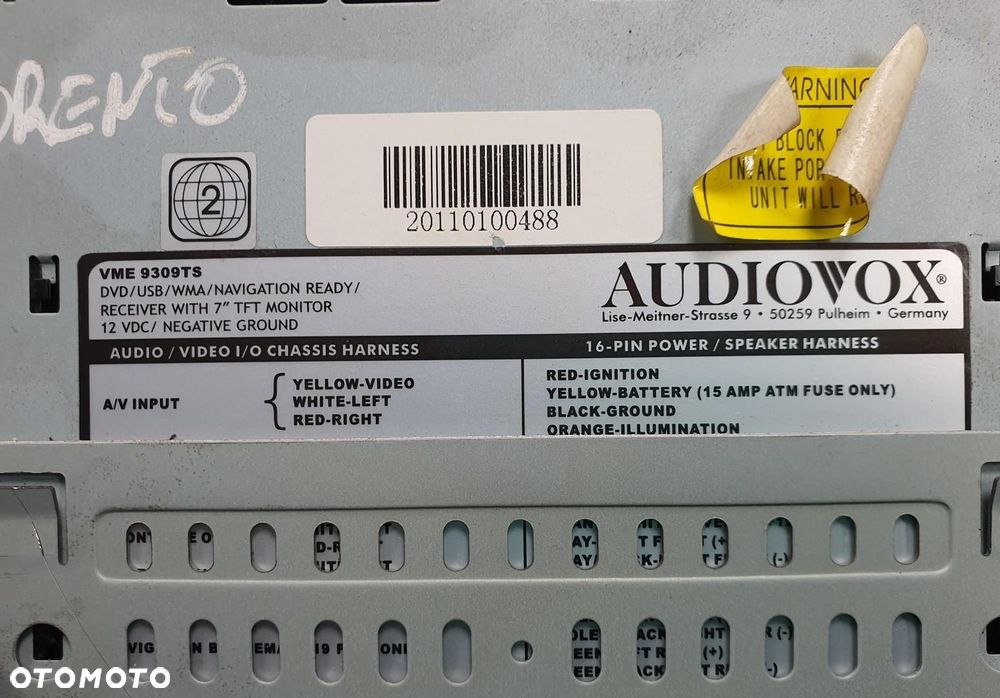 ORENTO
2
20110100488
WARNING
BLOCK
INTAKE POR
UNIT WILL RE
VME 9309TS
DVD/USB/WMA/NAVIGATION READY/
RECEIVER WITH 7" TFT MONITOR
12 VDC/ NEGATIVE GROUND
AUDIOVOX®
Lise-Meitner-Strasse 9 • 50259 Pulheim • Germany
AUDIO / VIDEO I/O CHASSIS HARNESS
A/V INPUT
YELLOW-VIDEO
WHITE-LEFT
RED-RIGHT
16-PIN POWER / SPEAKER HARNESS
RED-IGNITION
YELLOW-BATTERY (15 AMP ATM FUSE ONLY)
BLACK-GROUND
ORANGE-ILLUMINATION
OTOMOTO